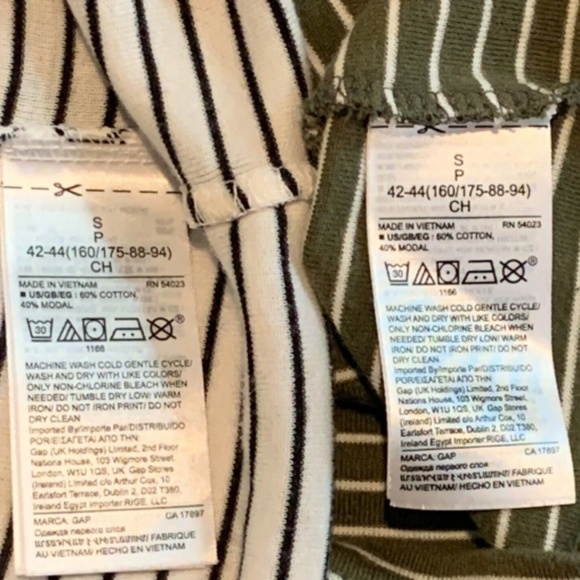 S
P
42-44(160/175-88-94)
CH
MADE IN VIETNAM RN 54023
■ US/GB/EG : 60% COTTON,
40% MODAL
30
1166
MACHINE WASH COLD GENTLE CYCLE/
WASH AND DRY WITH LIKE COLORS/
ONLY NON-CHLORINE BLEACH WHEN
NEEDED/ TUMBLE DRY LOW/ WARM
IRON/ DO NOT IRON PRINT/ DO NOT
DRY CLEAN
Imported By/Importe Par/DISTRIBUIDO
POR/ΕΙΣΑΓΕΤΑΙ ΑΠΟ ΤΗΝ:
Gap (UK Holdings) Limited, 2nd Floor
Nations House, 103 Wigmore Street,
London, W1U 1QS, UK Gap Stores
(Ireland) Limited c/o Arthur Cox, 10
Earlsfort Terrace, Dublin 2, D02 T380,
Ireland Egypt Importer:RIGE, LLC
MARCA: GAP CA 17897
Одежда первого слоя
FABRIQUE
AU VIETNAM/ HECHO EN VIETNAM
S
P
42-44(160/175-88-94)
CH
MADE IN VIETNAM RN 54023
■ US/GB/EG : 60% COTTON,
40% MODAL
30
1166
MACHINE WASH COLD GENTLE CYCLE/
WASH AND DRY WITH LIKE COLORS/
ONLY NON-CHLORINE BLEACH WHEN
NEEDED/ TUMBLE DRY LOW/ WARM
IRON/ DO NOT IRON PRINT/ DO NOT
DRY CLEAN
Imported By/Importe Par/DISTRIBUIDO
POR/ΕΙΣΑΓΕΤΑΙ ΑΠΟ ΤΗΝ:
Gap (UK Holdings) Limited, 2nd Floor
Nations House, 103 Wigmore Street,
London, W1U 1QS, UK Gap Stores
(Ireland) Limited c/o Arthur Cox, 10
Earlsfort Terrace, Dublin 2, D02 T380,
Ireland Egypt Importer:RIGE, LLC
MARCA: GAP CA 17897
Одежда первого слоя
FABRIQUE
AU VIETNAM/ HECHO EN VIETNAM